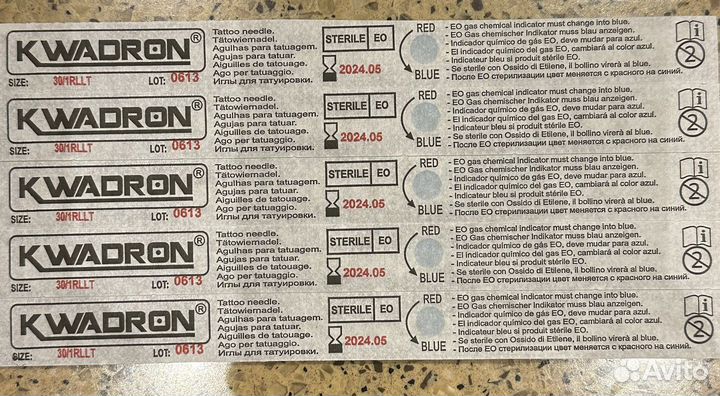 KWADRON®
SIZE: 30/1RLLT LOT: 0613
Tattoo needle.
Tätowiernadel.
Agulhas para tatuagem.
Agujas para tatuar.
Aiguilles de tatouage.
Ago per tatuaggio.
Иглы для татуировки.
STERILE EO
2024.05
RED
BLUE
- EO gas chemical indicator must change into blue.
- EO Gas chemischer Indikator muss blau anzeigen.
- Indicador químico de gás EO, deve mudar para azul.
- El indicador químico del gas EO, cambiará al color azul.
- Indicateur bleu si produit stérile EO.
- Se sterile con Ossido di Etilene, il bollino virerà al blue.
- После ЕО стерилизации цвет меняется с красного на синий.
i
2
KWADRON®
SIZE: 30/1RLLT LOT: 0613
Tattoo needle.
Tätowiernadel.
Agulhas para tatuagem.
Agujas para tatuar.
Aiguilles de tatouage.
Ago per tatuaggio.
Иглы для татуировки.
STERILE EO
2024.05
RED
BLUE
- EO gas chemical indicator must change into blue.
- EO Gas chemischer Indikator muss blau anzeigen.
- Indicador químico de gás EO, deve mudar para azul.
- El indicador químico del gas EO, cambiará al color azul.
- Indicateur bleu si produit stérile EO.
- Se sterile con Ossido di Etilene, il bollino virerà al blue.
- После ЕО стерилизации цвет меняется с красного на синий.
i
2
KWADRON®
SIZE: 30/1RLLT LOT: 0613
Tattoo needle.
Tätowiernadel.
Agulhas para tatuagem.
Agujas para tatuar.
Aiguilles de tatouage.
Ago per tatuaggio.
Иглы для татуировки.
STERILE EO
2024.05
RED
BLUE
- EO gas chemical indicator must change into blue.
- EO Gas chemischer Indikator muss blau anzeigen.
- Indicador químico de gás EO, deve mudar para azul.
- El indicador químico del gas EO, cambiará al color azul.
- Indicateur bleu si produit stérile EO.
- Se sterile con Ossido di Etilene, il bollino virerà al blue.
- После ЕО стерилизации цвет меняется с красного на синий.
i
2
KWADRON®
SIZE: 30/1RLLT LOT: 0613
Tattoo needle.
Tätowiernadel.
Agulhas para tatuagem.
Agujas para tatuar.
Aiguilles de tatouage.
Ago per tatuaggio.
Иглы для татуировки.
STERILE EO
2024.05
RED
BLUE
- EO gas chemical indicator must change into blue.
- EO Gas chemischer Indikator muss blau anzeigen.
- Indicador químico de gás EO, deve mudar para azul.
- El indicador químico del gas EO, cambiará al color azul.
- Indicateur bleu si produit stérile EO.
- Se sterile con Ossido di Etilene, il bollino virerà al blue.
- После ЕО стерилизации цвет меняется с красного на синий.
i
2
KWADRON®
SIZE: 30/1RLLT LOT: 0613
Tattoo needle.
Tätowiernadel.
Agulhas para tatuagem.
Agujas para tatuar.
Aiguilles de tatouage.
Ago per tatuaggio.
Иглы для татуировки.
STERILE EO
2024.05
RED
BLUE
- EO gas chemical indicator must change into blue.
- EO Gas chemischer Indikator muss blau anzeigen.
- Indicador químico de gás EO, deve mudar para azul.
- El indicador químico del gas EO, cambiará al color azul.
- Indicateur bleu si produit stérile EO.
- Se sterile con Ossido di Etilene, il bollino virerà al blue.
- После ЕО стерилизации цвет меняется с красного на синий.
i
2
Avito